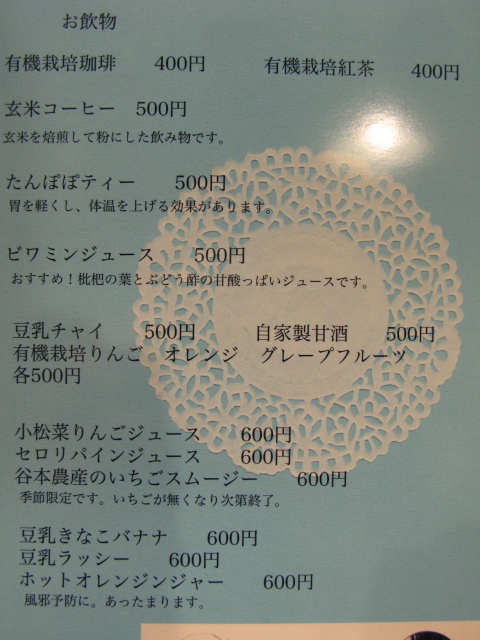 お飲物
有機栽培珈琲　400円　　有機栽培紅茶　400円
玄米コーヒー　500円
玄米を焙煎して粉にした飲み物です。
たんぽぽティー　500円
胃を軽くし、体温を上げる効果があります。
ビワミンジュース　500円
おすすめ！枇杷の葉とぶどう酢の甘酸っぱいジュースです。
豆乳チャイ　500円　　自家製甘酒　500円
有機栽培りんご　オレンジ　グレープフルーツ
各500円
小松菜りんごジュース　600円
セロリパインジュース　600円
谷本農産のいちごスムージー　600円
季節限定です。いちごが無くなり次第終了。
豆乳きなこバナナ　600円
豆乳ラッシー　600円
ホットオレンジンジャー　600円
風邪予防に。あったまります。